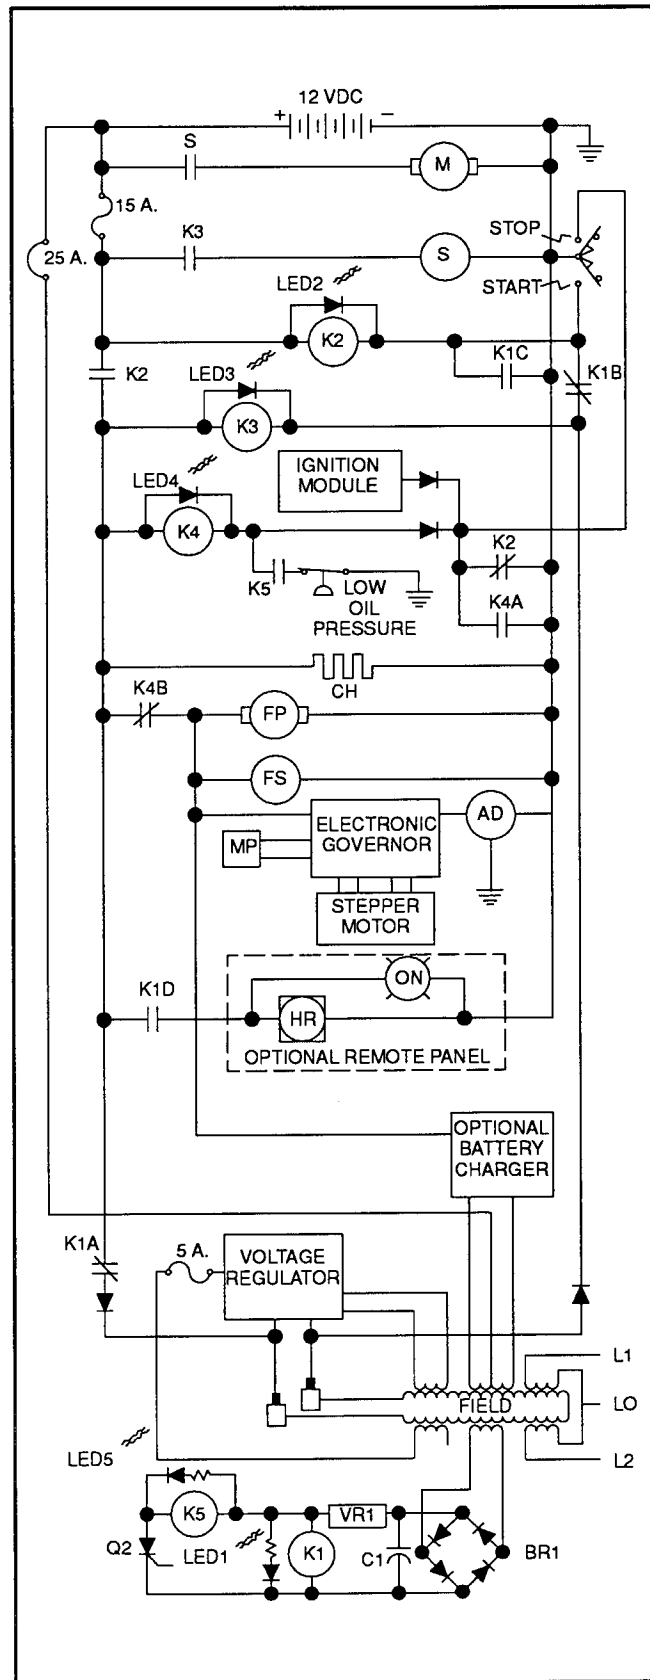 12 VDC
+ −
S
M
15 A.
25 A.
K3
S
STOP
START
LED2
K2
K1C
K1B
K2
LED3
K3
IGNITION
MODULE
LED4
K4
K2
K5
LOW
OIL
PRESSURE
K4A
CH
K4B
FP
FS
ELECTRONIC
GOVERNOR
AD
MP
STEPPER
MOTOR
K1D
ON
HR
OPTIONAL REMOTE PANEL
OPTIONAL
BATTERY
CHARGER
K1A
5 A.
VOLTAGE
REGULATOR
L1
FIELD
LO
L2
LED5
K5
VR1
Q2
LED1
K1
C1
BR1